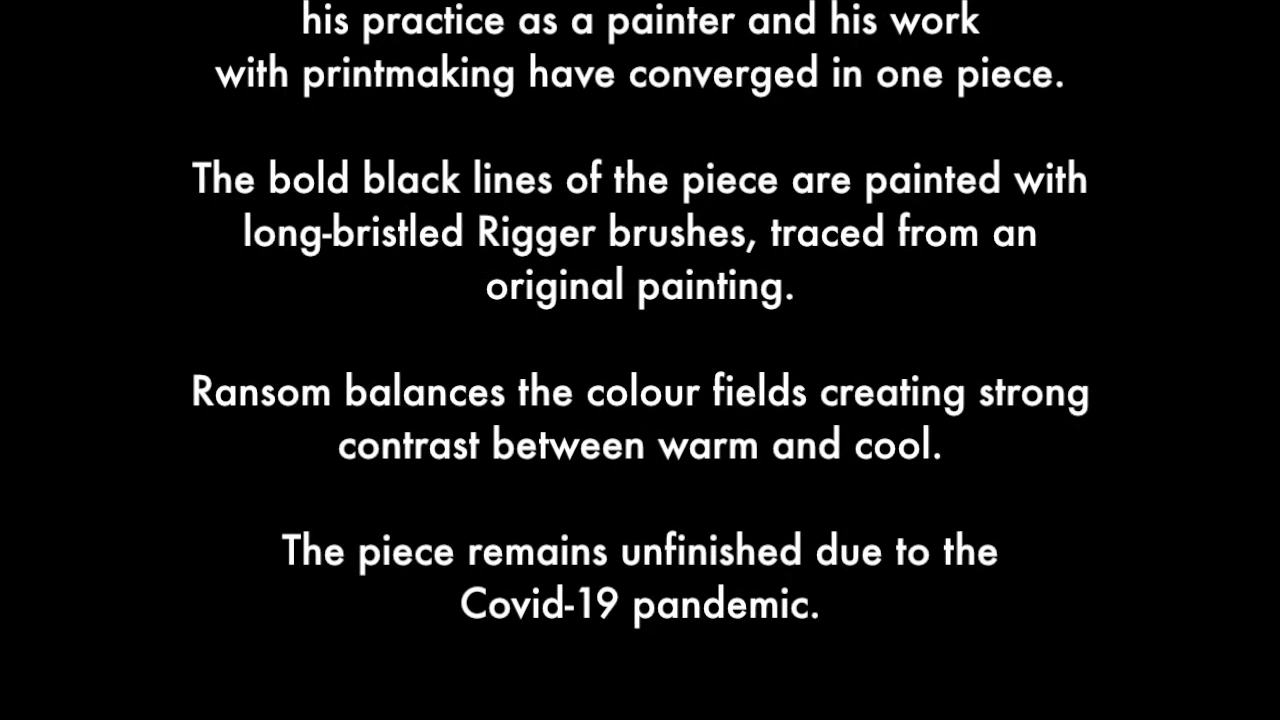 his practice as a painter and his work
with printmaking have converged in one piece.
The bold black lines of the piece are painted with
long-bristled Rigger brushes, traced from an
original painting.
Ransom balances the colour fields creating strong
contrast between warm and cool.
The piece remains unfinished due to the
Covid-19 pandemic.